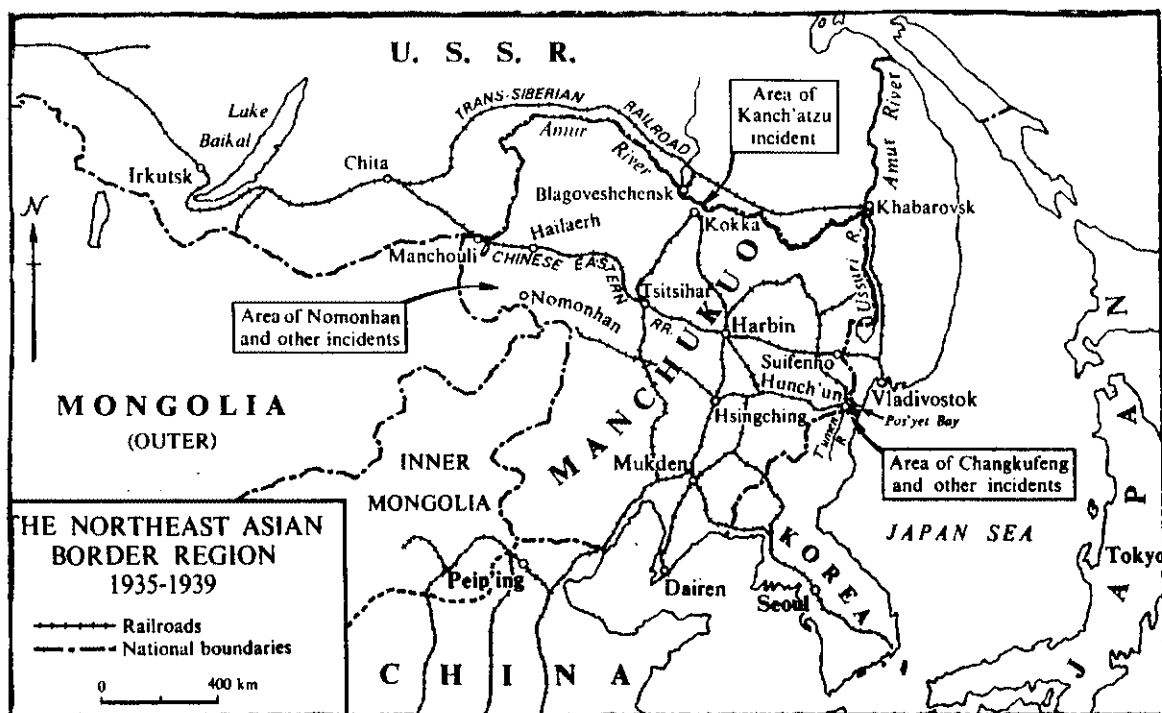 U. S. S. R.
TRANS-SIBERIAN RAILROAD
Lake
Baikal
Irkutsk
Chita
Amur
River
Area of
Kanch'atzu
incident
Amur River
Blagoveshchensk
Kokka
Khabarovsk
Ussuri R.
Hailaerh
Manchouli
CHINESE EASTERN RR.
Tsitsihar
Nomonhan
Area of Nomonhan
and other incidents
Harbin
Suifenho
Hunch'un
Vladivostok
Pos'yet Bay
Hsingching
Tumen
R.
MANCHUKUO
MONGOLIA
(OUTER)
INNER
MONGOLIA
Mukden
Area of Changkufeng
and other incidents
JAPAN SEA
JAPAN
Tokyo
KOREA
Seoul
Dairen
Peip'ing
CHINA
THE NORTHEAST ASIAN
BORDER REGION
1935-1939
Railroads
National boundaries
0 400 km
N